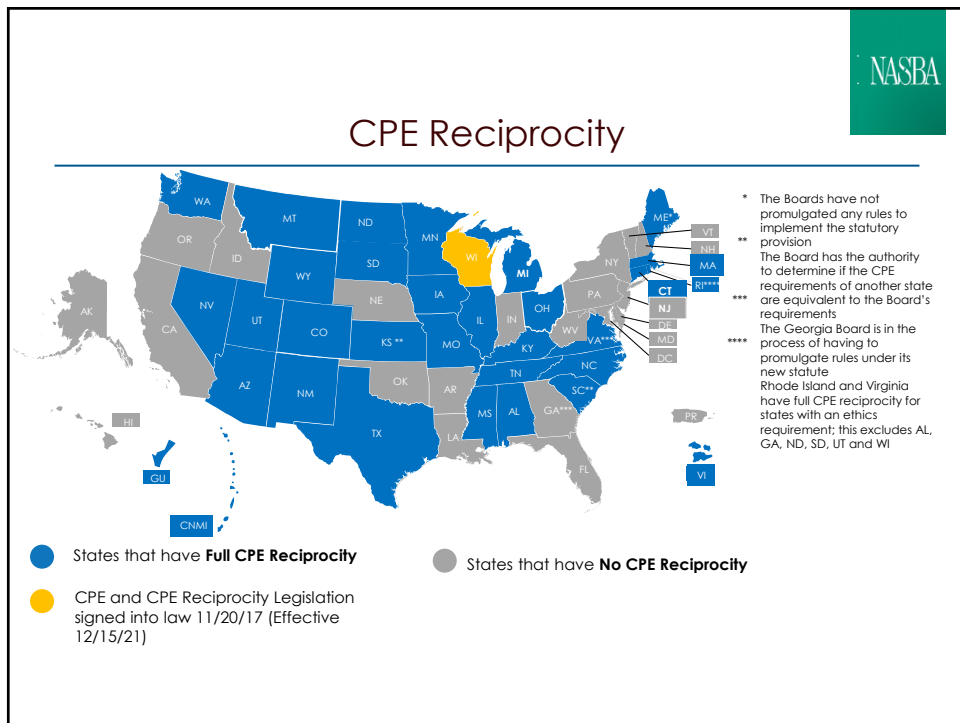 NASBA
CPE Reciprocity
WA
MT
ND
MN
WI
MI
ME*
VT
NH
MA
RI****
CT
NJ
DE
MD
DC
OR
ID
WY
SD
IA
NE
NV
UT
CO
KS **
MO
IL
IN
OH
PA
NY
WV
VA****
KY
NC
TN
SC**
CA
AZ
NM
OK
AR
TX
LA
MS
AL
GA***
FL
AK
HI
GU
CNMI
PR
VI
* The Boards have not
promulgated any rules to
implement the statutory
** provision
The Board has the authority
to determine if the CPE
requirements of another state
*** are equivalent to the Board’s
requirements
The Georgia Board is in the
**** process of having to
promulgate rules under its
new statute
Rhode Island and Virginia
have full CPE reciprocity for
states with an ethics
requirement; this excludes AL,
GA, ND, SD, UT and WI
States that have Full CPE Reciprocity
States that have No CPE Reciprocity
CPE and CPE Reciprocity Legislation
signed into law 11/20/17 (Effective
12/15/21)